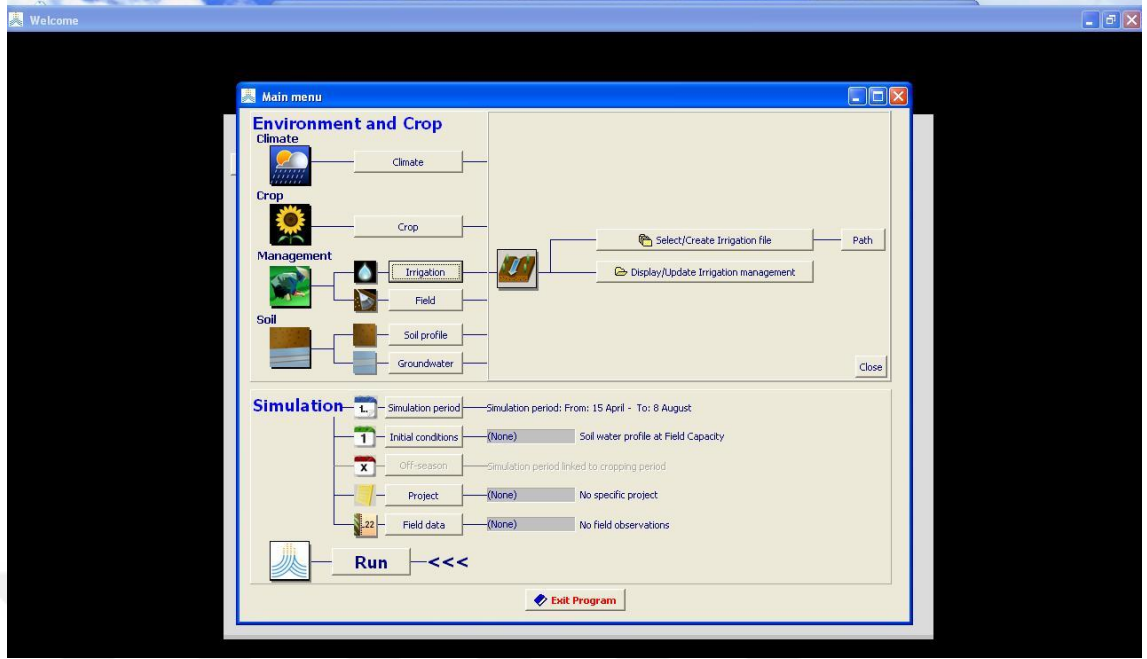 Welcome
Main menu
Environment and Crop
Climate
Climate
Crop
Crop
Management
Irrigation
Field
Soil
Soil profile
Groundwater
Select/Create Irrigation file
Path
Display/Update Irrigation management
Close
Simulation
1..
Simulation period
Simulation period: From: 15 April - To: 8 August
1
Initial conditions
(None)
Soil water profile at Field Capacity
x
Off-season
Simulation period linked to cropping period
Project
(None)
No specific project
.22
Field data
(None)
No field observations
Run
<<<
Exit Program